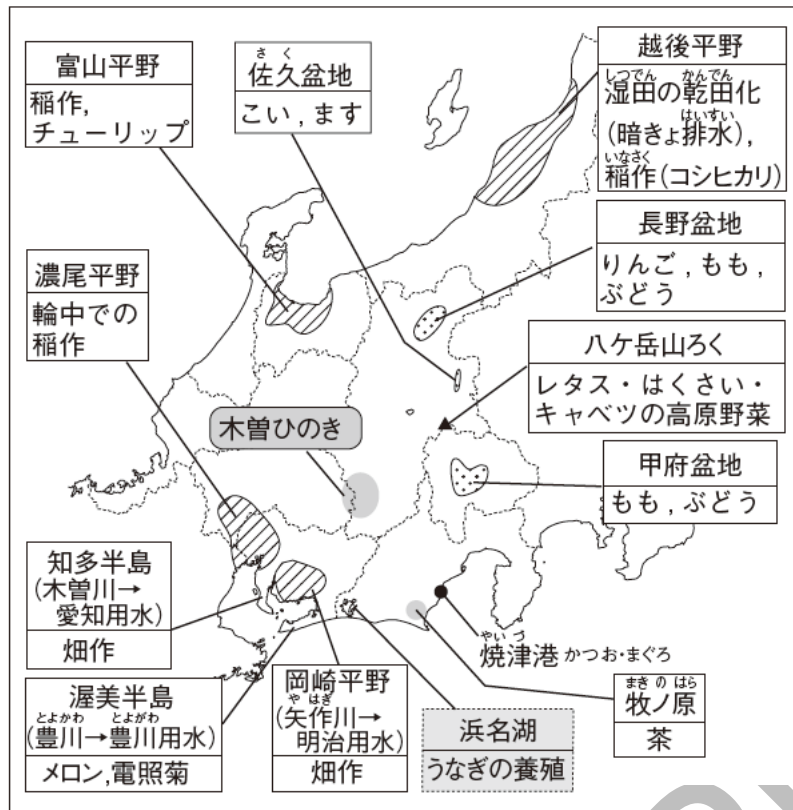 富山平野
稲作,
チューリップ
さく
佐久盆地
こい,ます
越後平野
しつでん かんでん
湿田の乾田化
はいすい
(暗きょ排水),
いなさく
稲作(コシヒカリ)
長野盆地
りんご,もも,
ぶどう
濃尾平野
輪中での
稲作
八ケ岳山ろく
レタス・はくさい・
キャベツの高原野菜
木曽ひのき
甲府盆地
もも,ぶどう
知多半島
(木曽川→
愛知用水)
畑作
やいづ
焼津港 かつお・まぐろ
渥美半島
とよかわ とよがわ
(豊川→豊川用水)
メロン,電照菊
岡崎平野
やはぎ
(矢作川→
明治用水)
畑作
浜名湖
うなぎの養殖
まきのはら
牧ノ原
茶